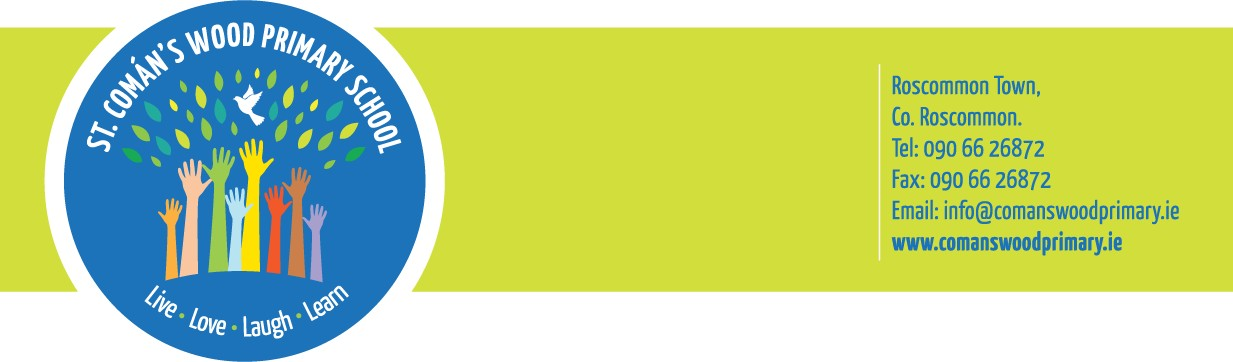 ST. COMÁN'S WOOD PRIMARY SCHOOL
Live • Love • Laugh • Learn
Roscommon Town,
Co. Roscommon.
Tel: 090 66 26872
Fax: 090 66 26872
Email: info@comanswoodprimary.ie
www.comanswoodprimary.ie